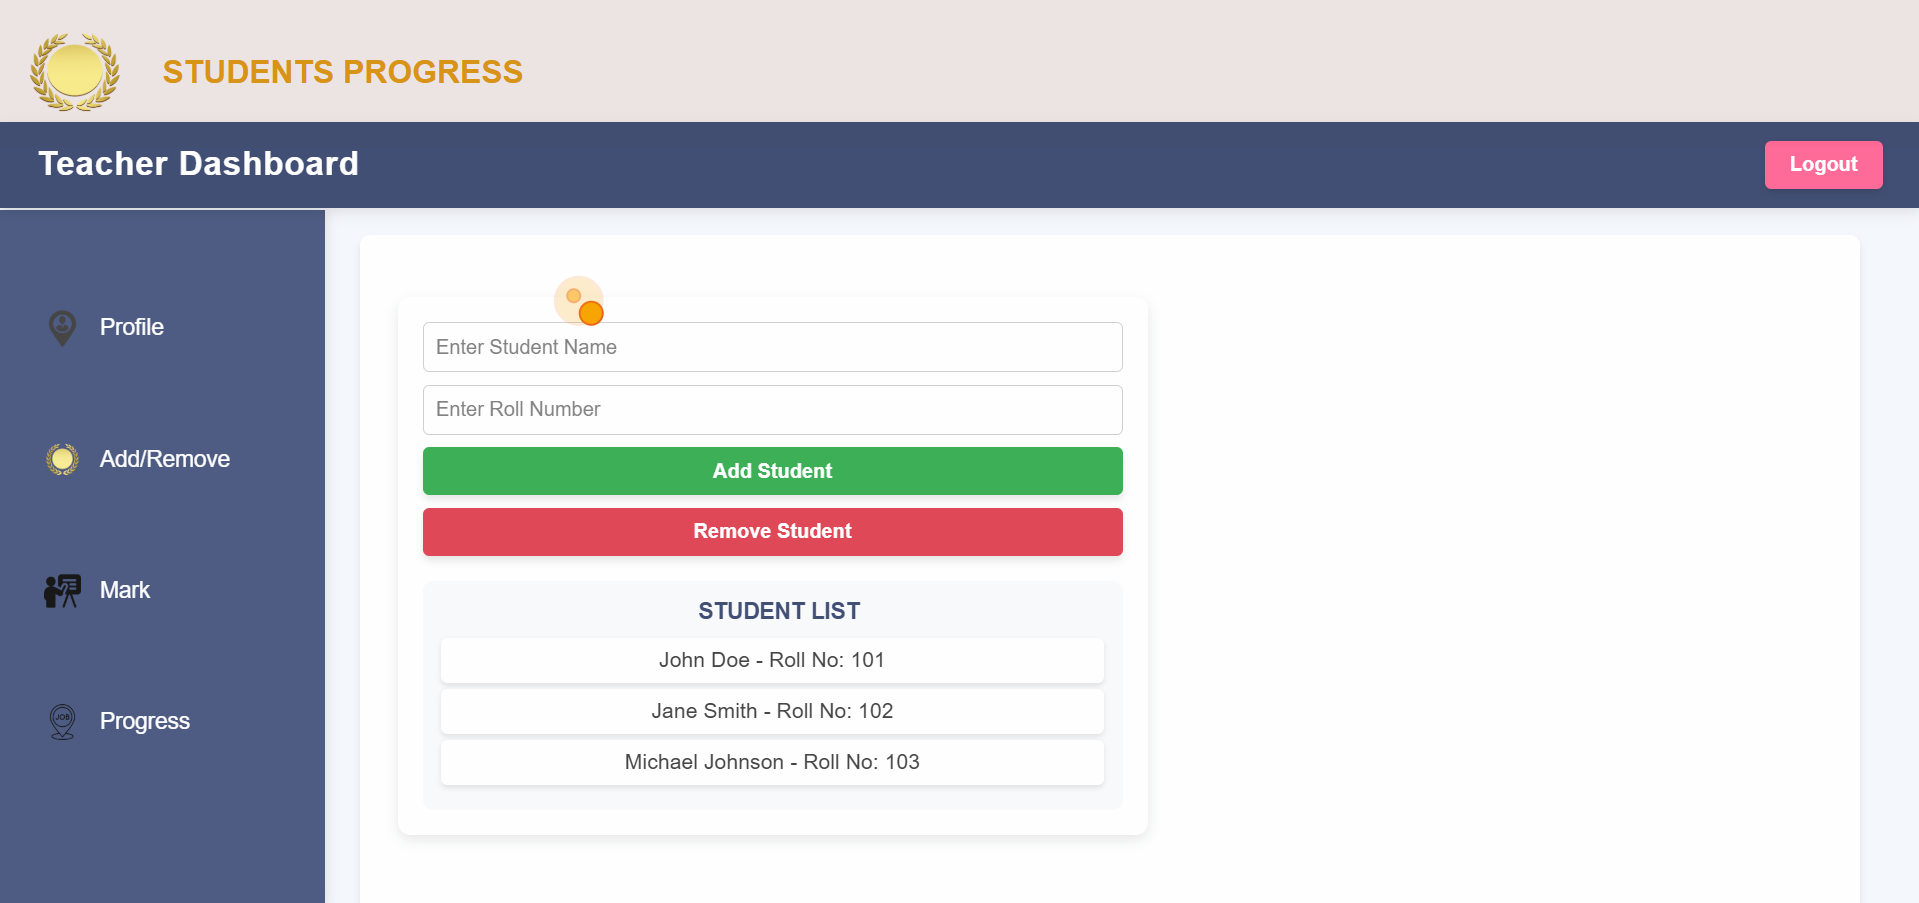 STUDENTS PROGRESS
Teacher Dashboard
Logout
Profile
Add/Remove
Mark
JOB
Progress
Enter Student Name
Enter Roll Number
Add Student
Remove Student
STUDENT LIST
John Doe - Roll No: 101
Jane Smith - Roll No: 102
Michael Johnson - Roll No: 103